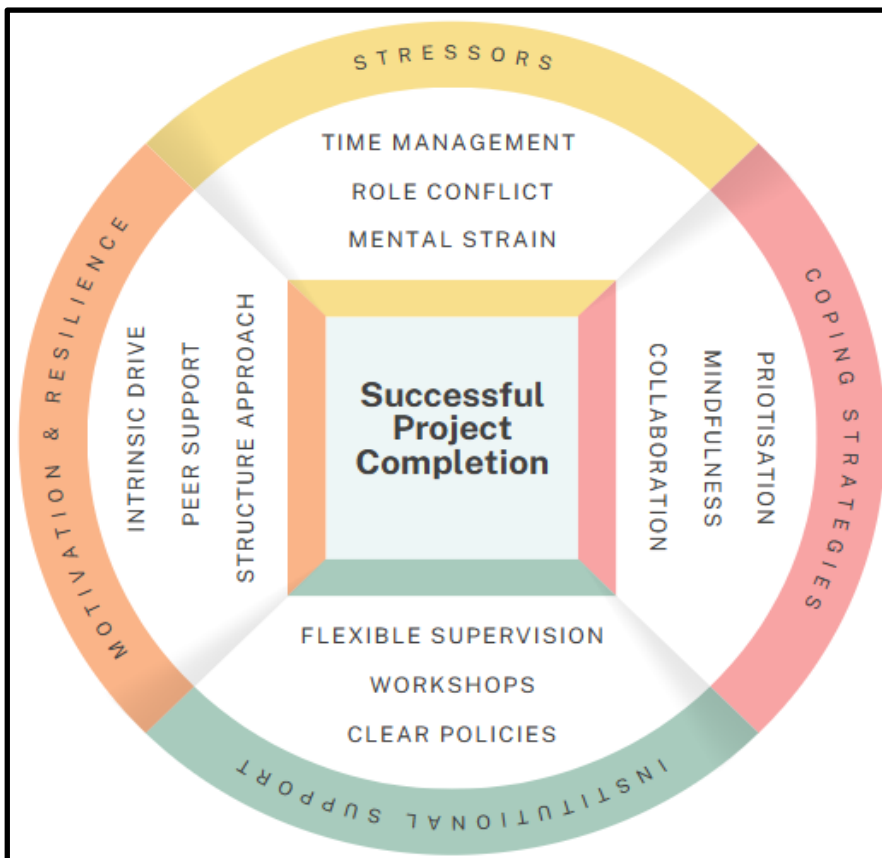 STRESSORS
TIME MANAGEMENT
ROLE CONFLICT
MENTAL STRAIN
MOTIVATION & RESILIENCE
INTRINSIC DRIVE
PEER SUPPORT
STRUCTURE APPROACH
Successful
Project
Completion
COLLABORATION
MINDFULNESS
PRIOTISATION
COPING STRATEGIES
FLEXIBLE SUPERVISION
WORKSHOPS
CLEAR POLICIES
INSTITUTIONAL SUPPORT